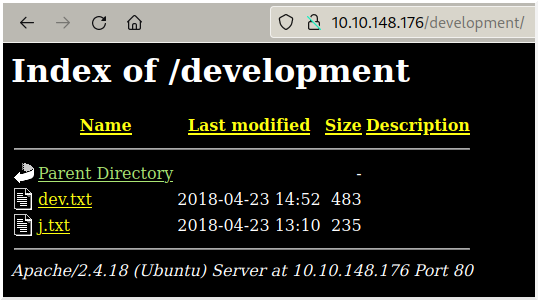 10.10.148.176/development/
Index of /development
Name Last modified Size Description
Parent Directory -
dev.txt 2018-04-23 14:52 483
j.txt 2018-04-23 13:10 235
Apache/2.4.18 (Ubuntu) Server at 10.10.148.176 Port 80